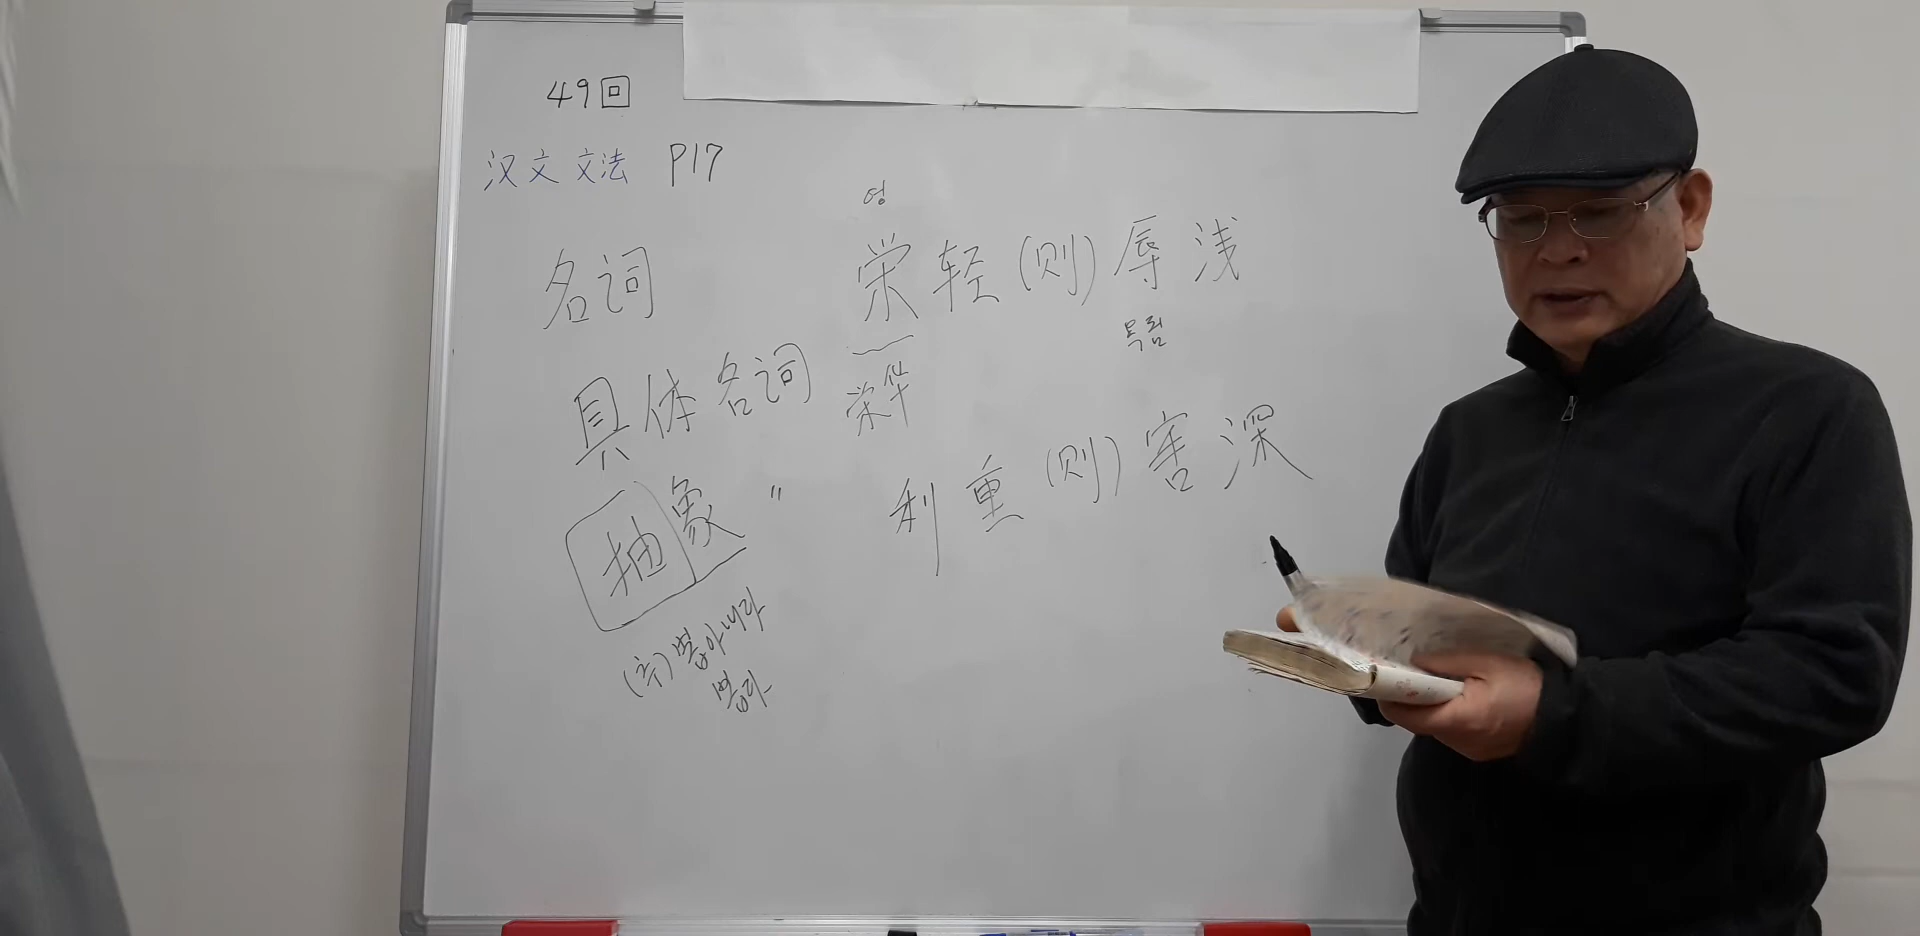 49回
汉文文法 P17
名词
具体名词
抽象 〃
(추) 뽑아내다
뽑다
영
荣轻(则)辱浅
욕됨
荣华
利重(则)害深